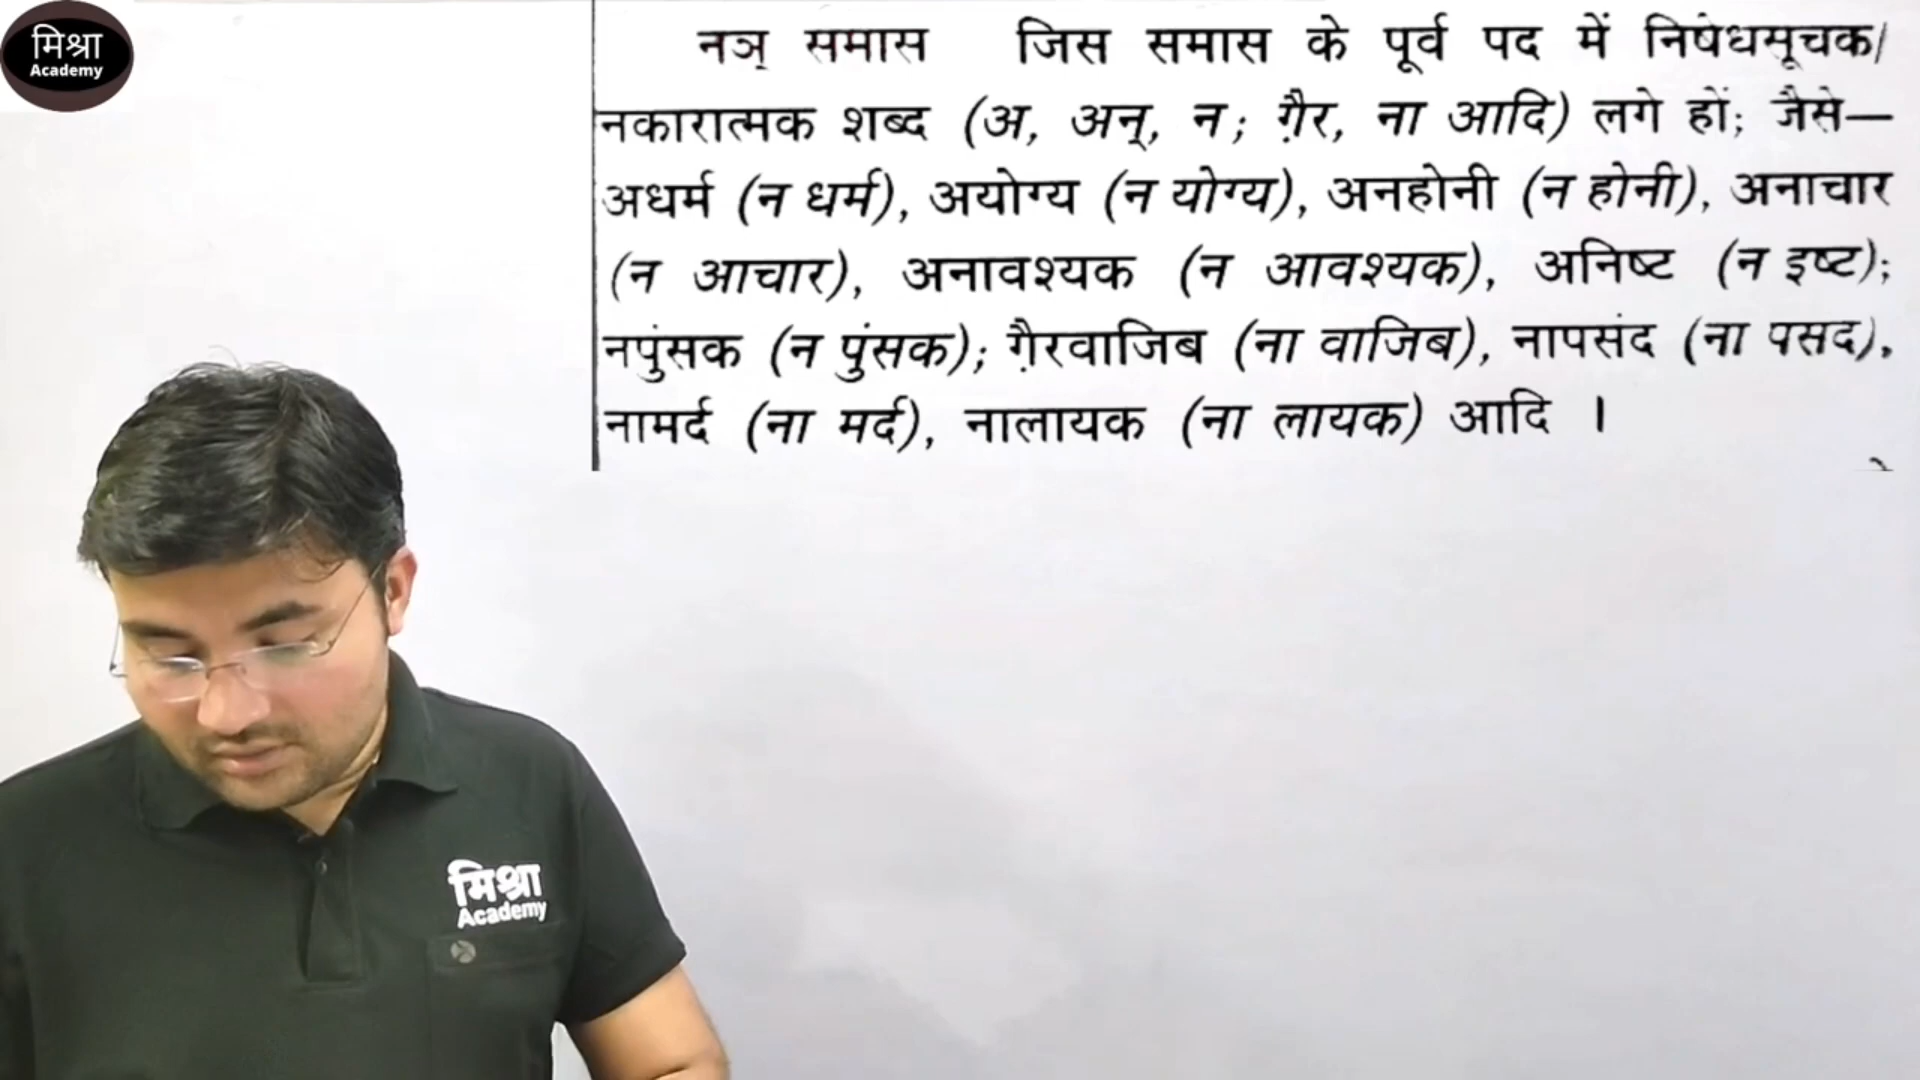 मिश्रा
Academy
नञ् समास जिस समास के पूर्व पद में निषेधसूचक/
नकारात्मक शब्द (अ, अन्, न; ग़ैर, ना आदि) लगे हों; जैसे—
अधर्म (न धर्म), अयोग्य (न योग्य), अनहोनी (न होनी), अनाचार
(न आचार), अनावश्यक (न आवश्यक), अनिष्ट (न इष्ट);
नपुंसक (न पुंसक); ग़ैरवाजिब (ना वाजिब), नापसंद (ना पसद),
नामर्द (ना मर्द), नालायक (ना लायक) आदि ।
मिश्रा
Academy